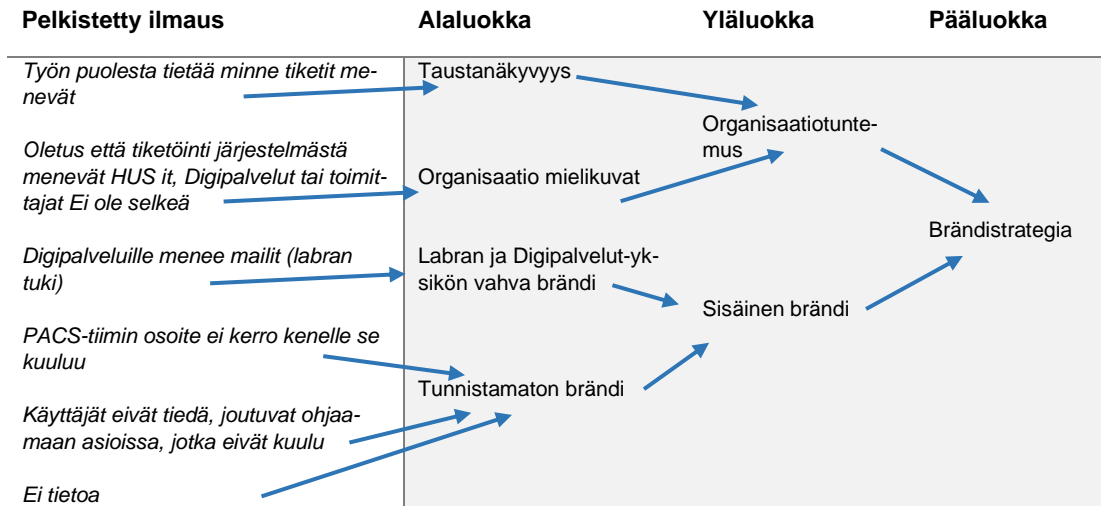 Pelkistetty ilmaus Alaluokka Yläluokka Pääluokka
Työn puolesta tietää minne tiketit me-
nevät
Taustanäkyvyys
Organisaatiotunte-
mus
Oletus että tiketöinti järjestelmästä
menevät HUS it, Digipalvelut tai toimit-
tajat Ei ole selkeä
Organisaatio mielikuvat
Brändistrategia
Digipalveluille menee mailit (labran
tuki)
Labran ja Digipalvelut-yk-
sikön vahva brändi
Sisäinen brändi
PACS-tiimin osoite ei kerro kenelle se
kuuluu
Tunnistamaton brändi
Käyttäjät eivät tiedä, joutuvat ohjaa-
maan asioissa, jotka eivät kuulu
Ei tietoa